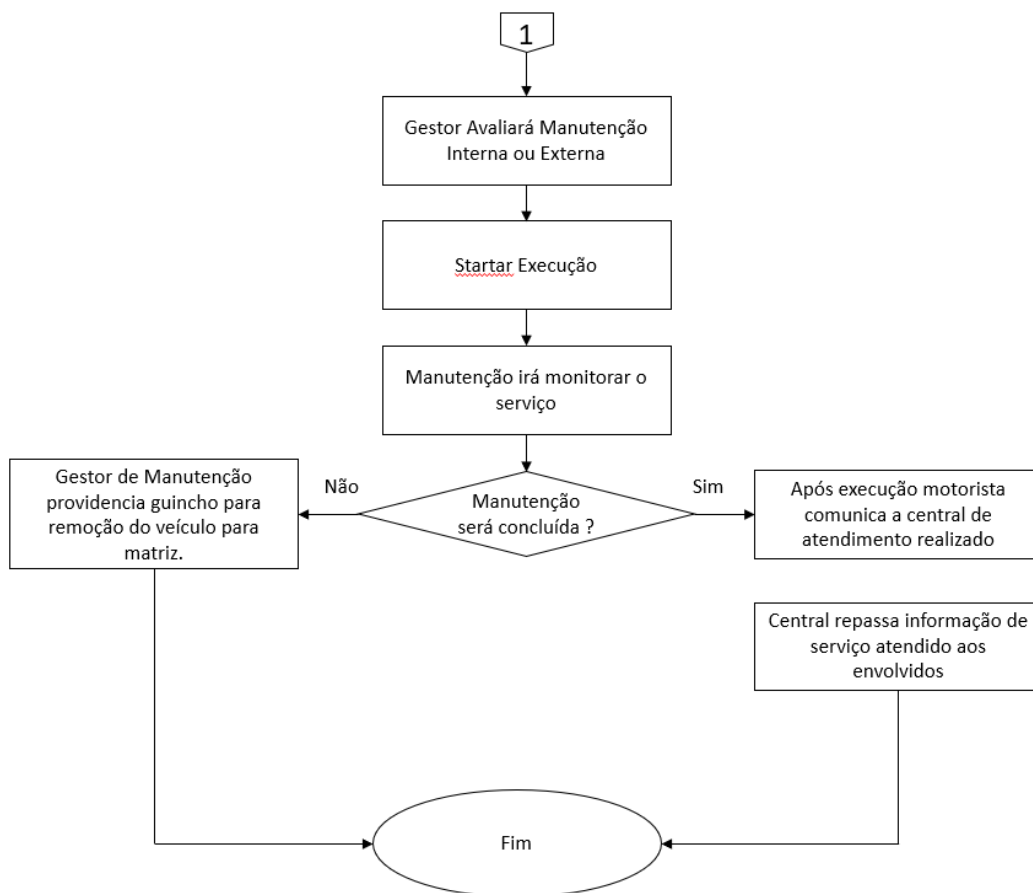 1
Gestor Avaliará Manutenção
Interna ou Externa
Startar Execução
Manutenção irá monitorar o
serviço
Gestor de Manutenção
providencia guincho para
remoção do veículo para
matriz.
Não
Manutenção
será concluída ?
Sim
Após execução motorista
comunica a central de
atendimento realizado
Central repassa informação de
serviço atendido aos
envolvidos
Fim